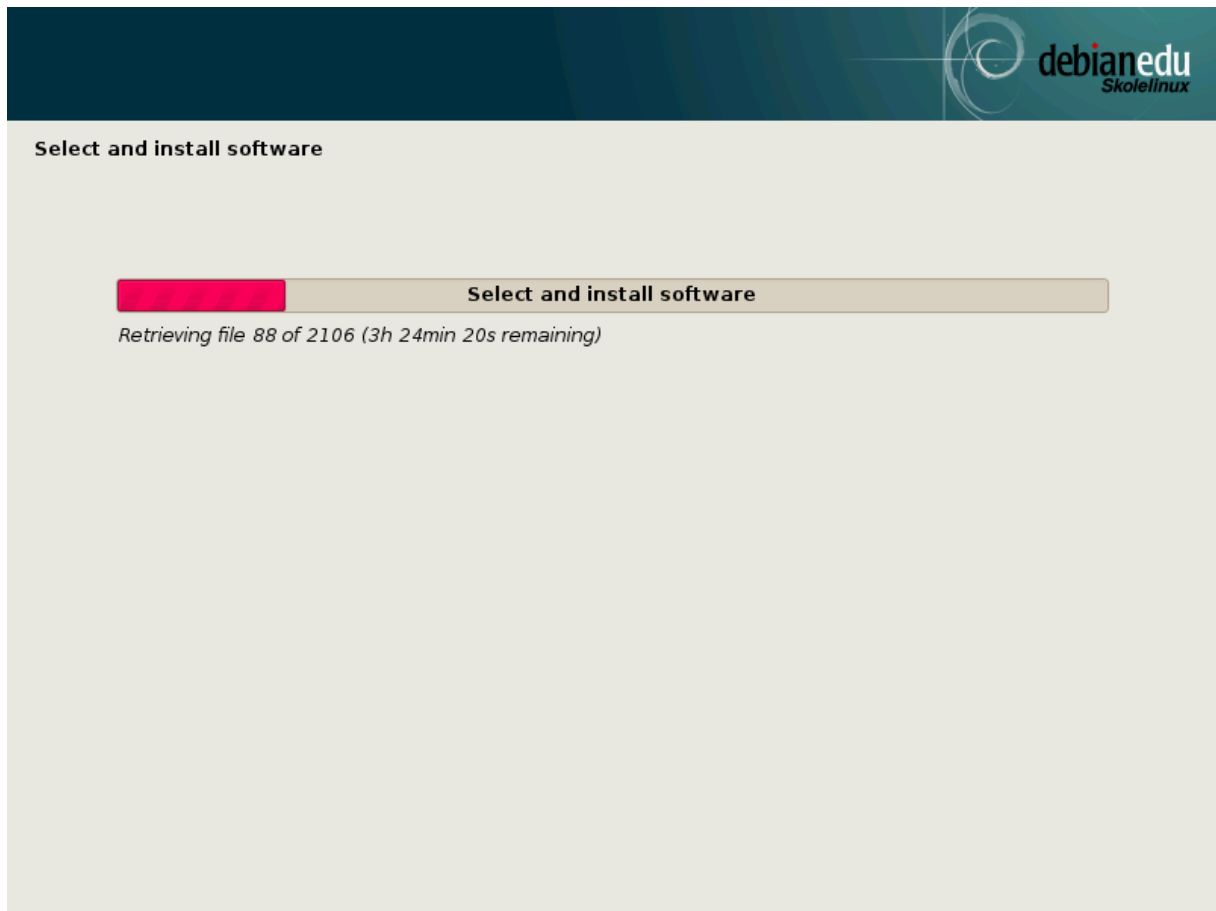 debianedu
Skolelinux
Select and install software
Select and install software
Retrieving file 88 of 2106 (3h 24min 20s remaining)